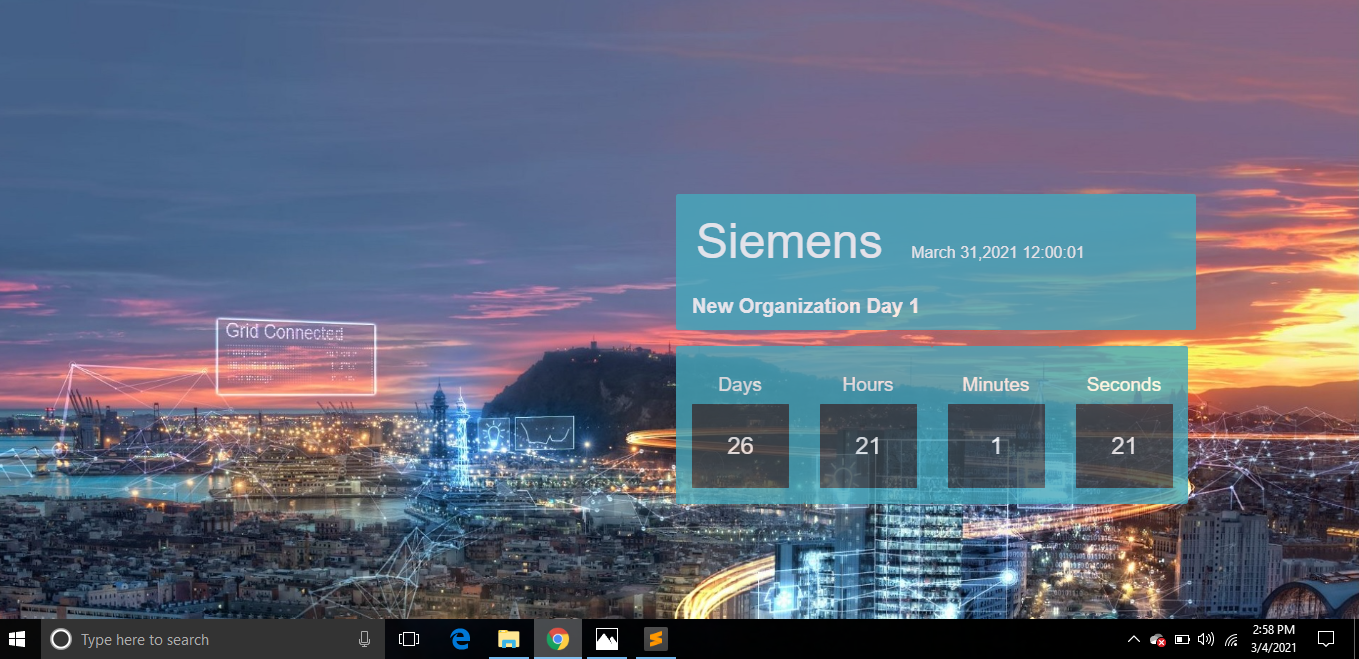 Siemens March 31,2021 12:00:01
New Organization Day 1
Grid Connected
Days Hours Minutes Seconds
26 21 1 21
Type here to search
2:58 PM
3/4/2021